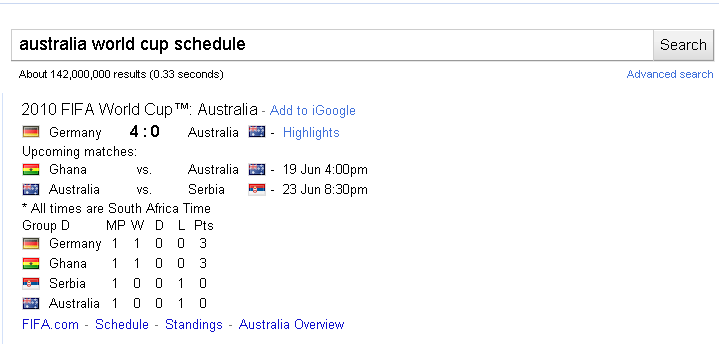 australia world cup schedule Search
About 142,000,000 results (0.33 seconds) Advanced search
2010 FIFA World Cup™: Australia - Add to iGoogle
Germany 4 : 0 Australia - Highlights
Upcoming matches:
Ghana vs. Australia - 19 Jun 4:00pm
Australia vs. Serbia - 23 Jun 8:30pm
* All times are South Africa Time
Group D MP W D L Pts
Germany 1 1 0 0 3
Ghana 1 1 0 0 3
Serbia 1 0 0 1 0
Australia 1 0 0 1 0
FIFA.com - Schedule - Standings - Australia Overview